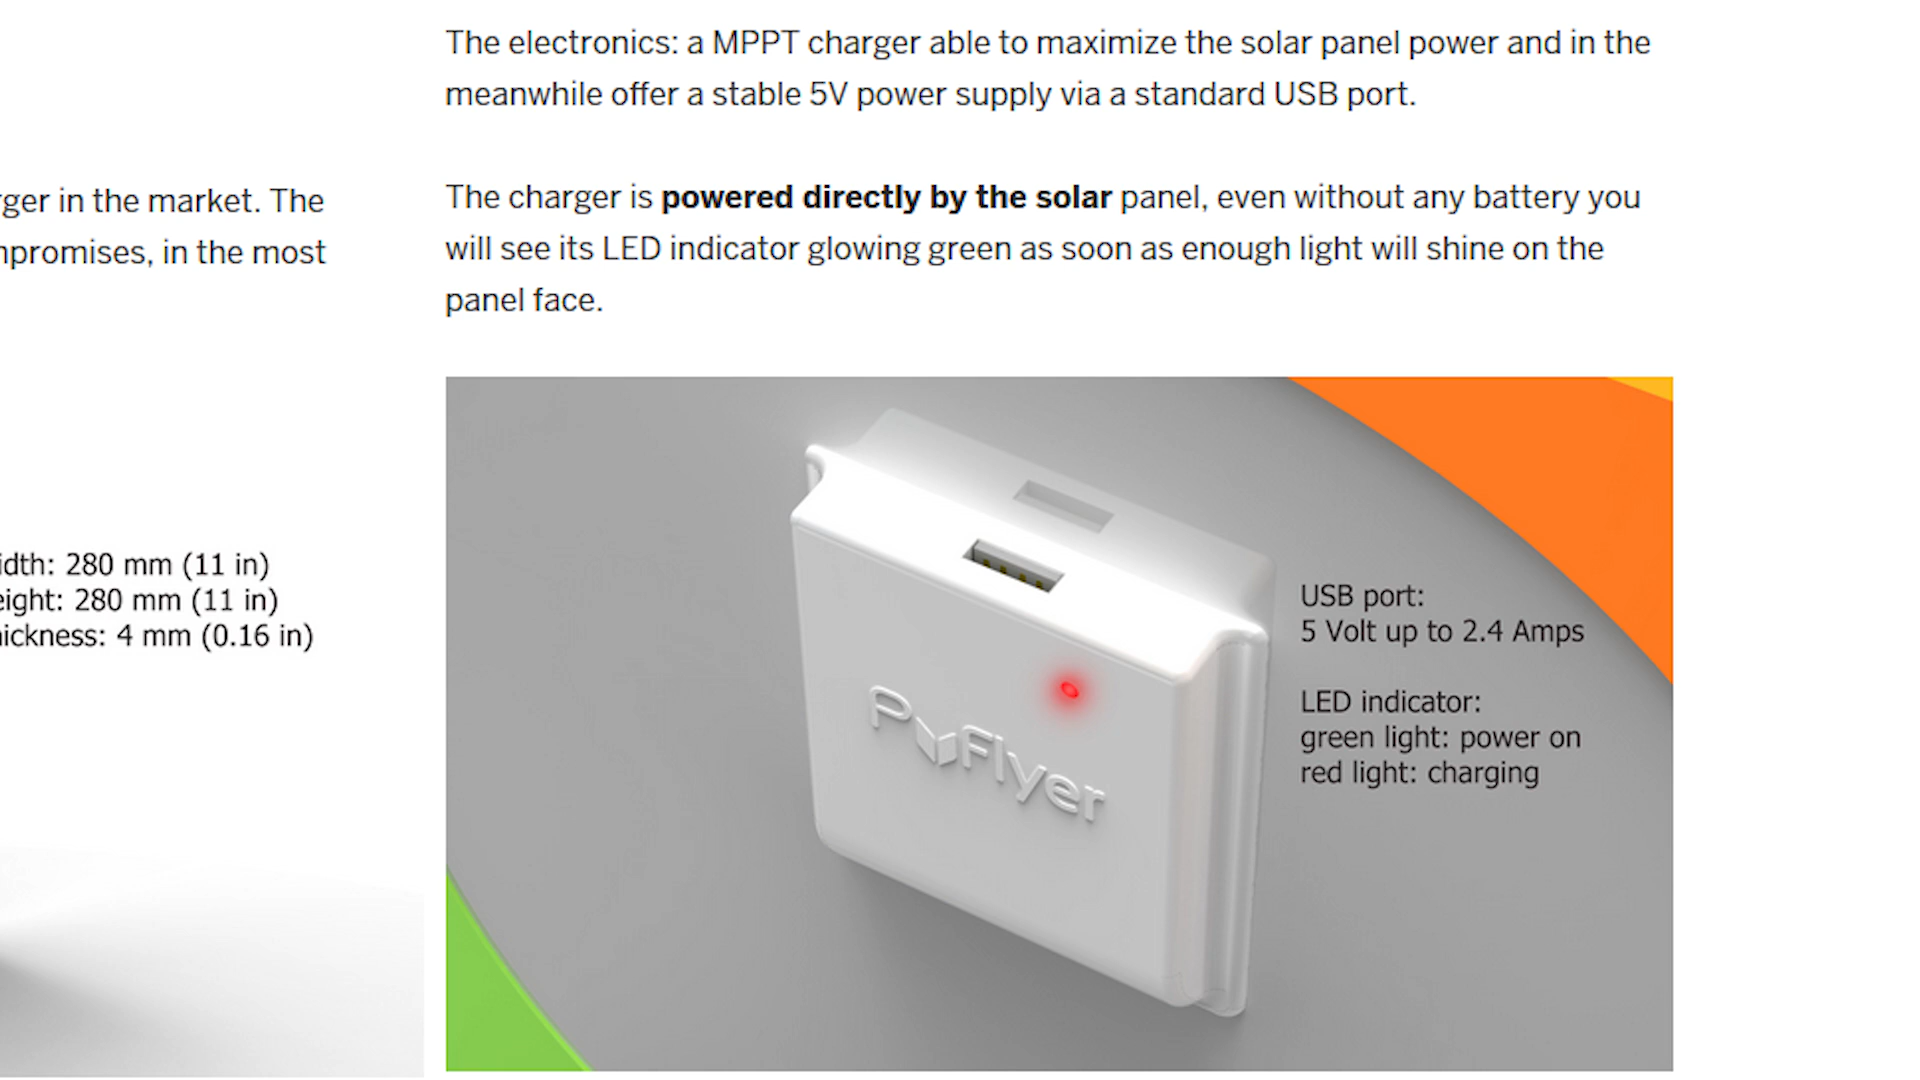 rger in the market. The
mpromises, in the most
idth: 280 mm (11 in)
eight: 280 mm (11 in)
hickness: 4 mm (0.16 in)
The electronics: a MPPT charger able to maximize the solar panel power and in the
meanwhile offer a stable 5V power supply via a standard USB port.
The charger is powered directly by the solar panel, even without any battery you
will see its LED indicator glowing green as soon as enough light will shine on the
panel face.
USB port:
5 Volt up to 2.4 Amps
LED indicator:
green light: power on
red light: charging
PuFlyer